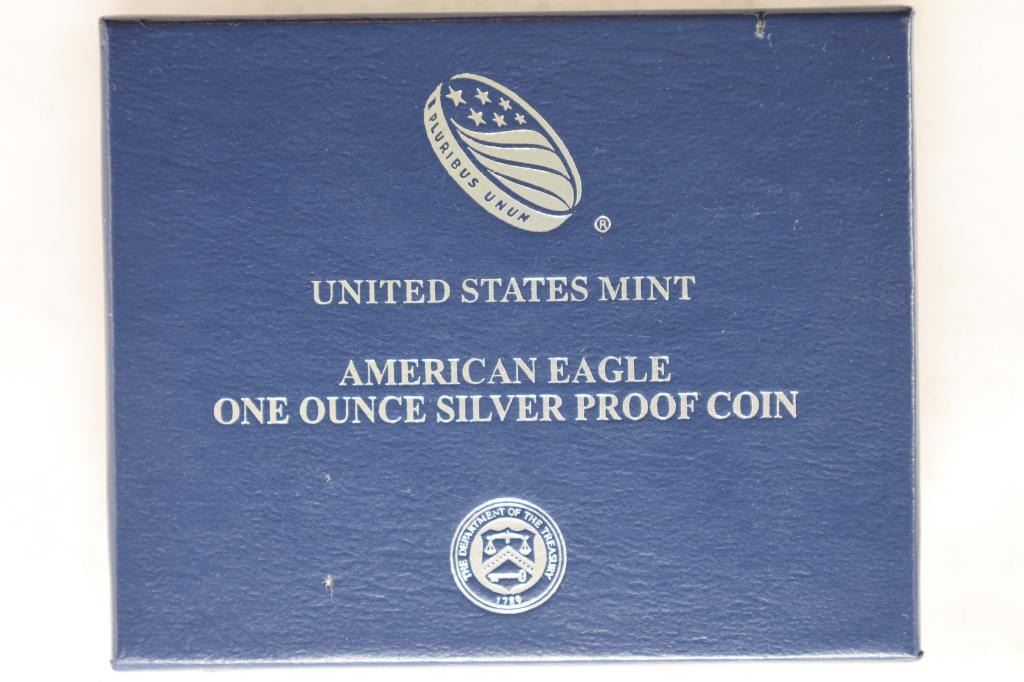 PLURIBUS UNUM
®
UNITED STATES MINT
AMERICAN EAGLE
ONE OUNCE SILVER PROOF COIN
THE DEPARTMENT OF THE TREASURY
1789